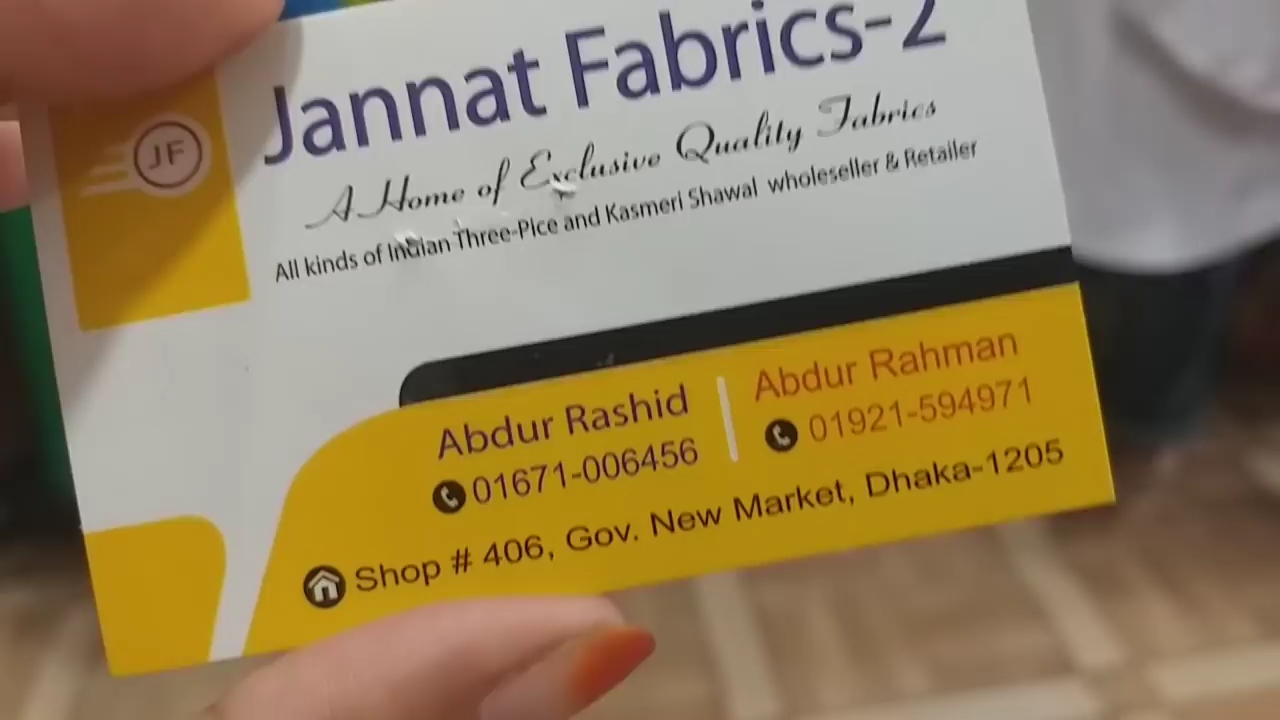 Jannat Fabrics-2
JF
A Home of Exclusive Quality Fabrics
All kinds of Indian Three-Pice and Kasmeri Shawal wholeseller & Retailer
Abdur Rashid
01671-006456
Abdur Rahman
01921-594971
Shop # 406, Gov. New Market, Dhaka-1205